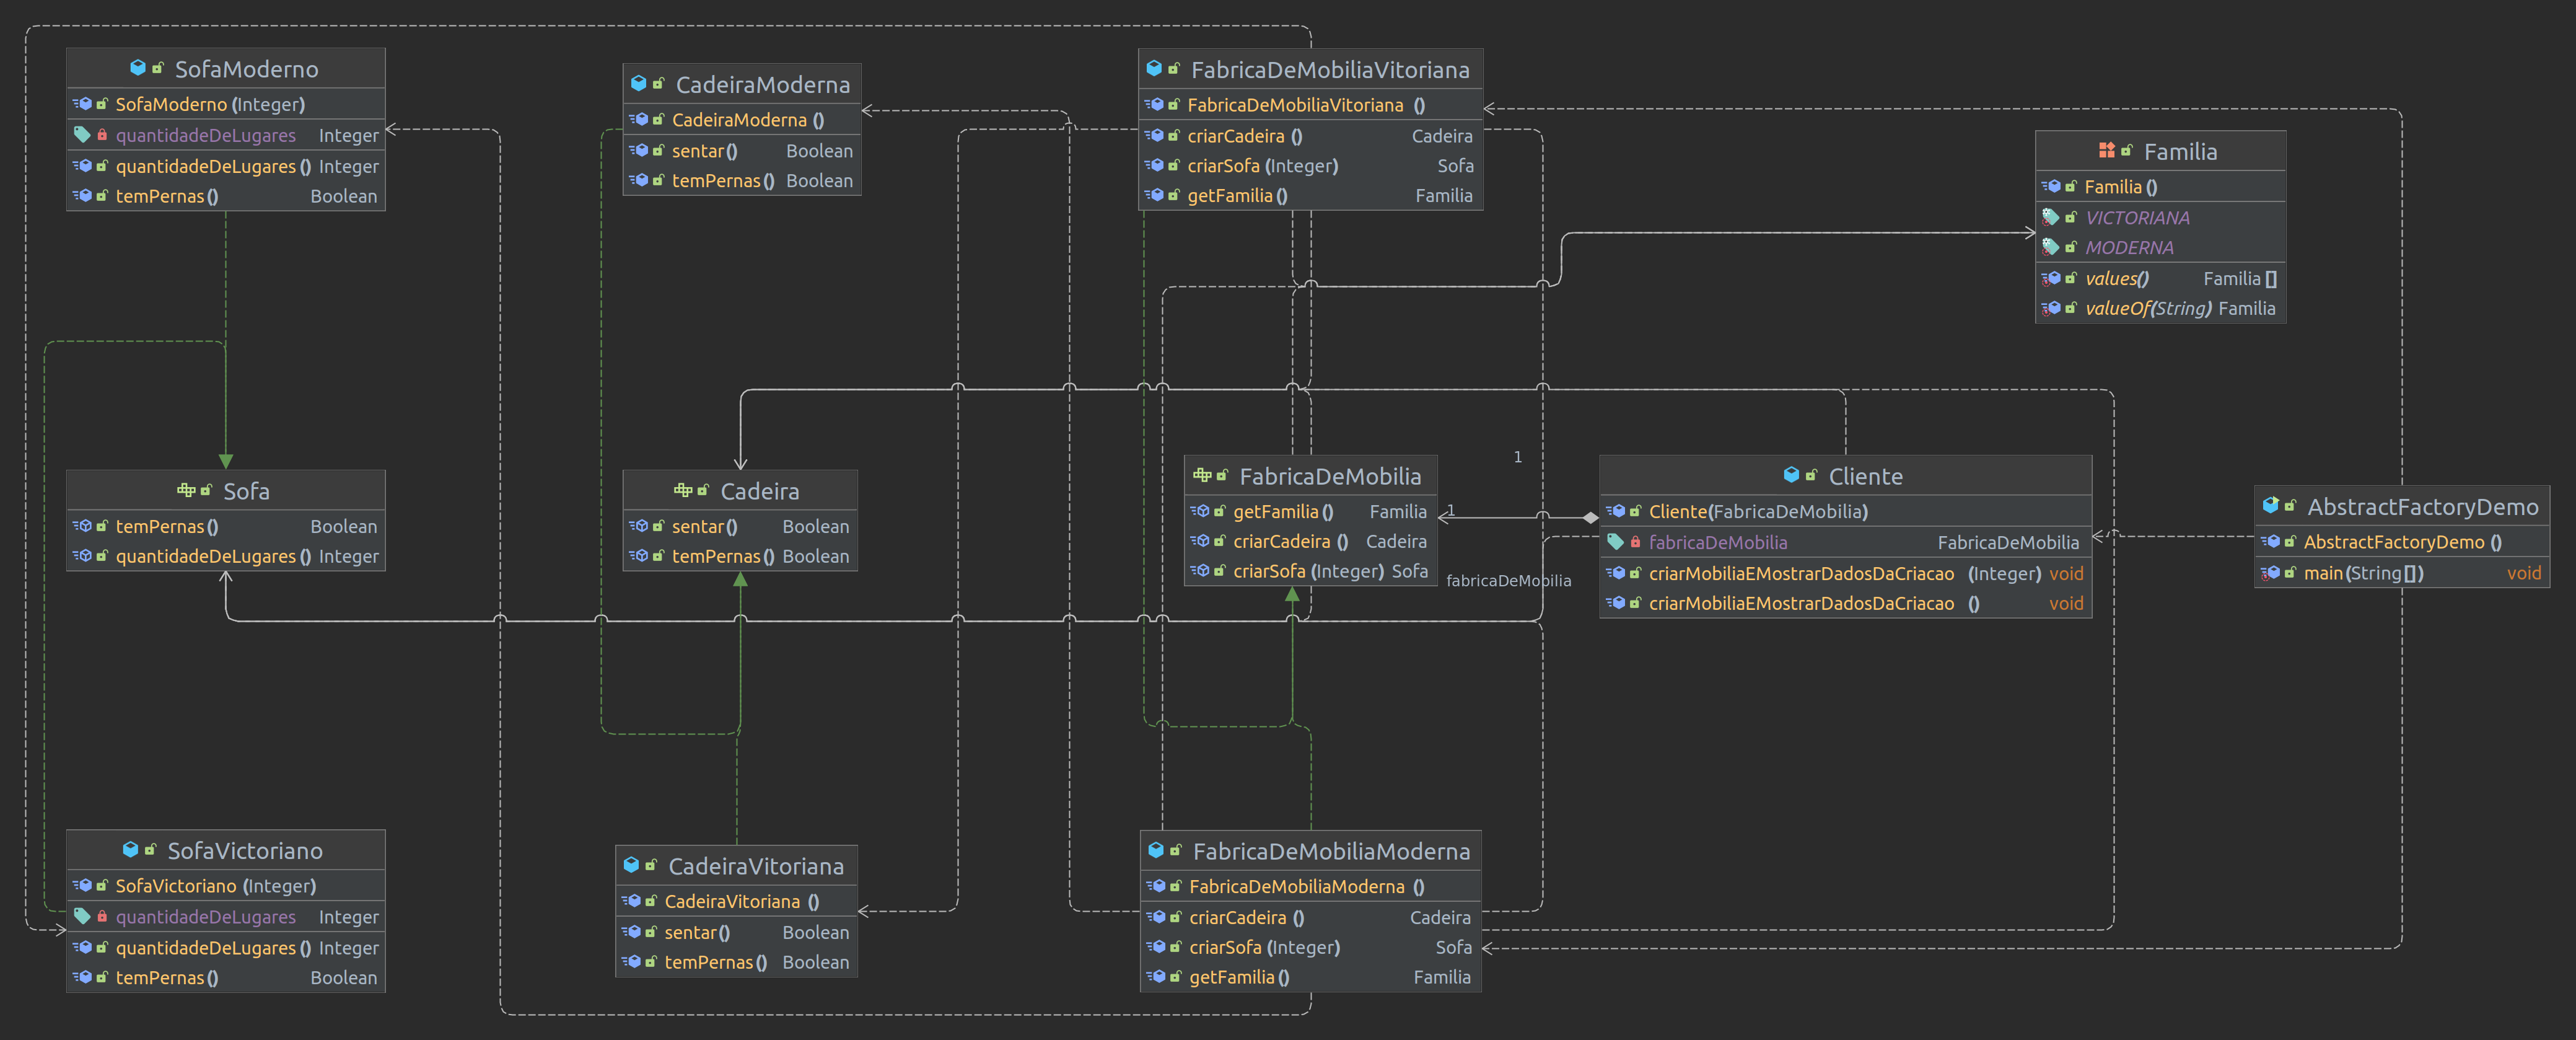 SofaModerno
SofaModerno (Integer)
quantidadeDeLugares Integer
quantidadeDeLugares () Integer
temPernas () Boolean
CadeiraModerna
CadeiraModerna ()
sentar() Boolean
temPernas () Boolean
FabricaDeMobiliaVitoriana
FabricaDeMobiliaVitoriana ()
criarCadeira () Cadeira
criarSofa (Integer) Sofa
getFamilia () Familia
Familia
Familia ()
VICTORIANA
MODERNA
values() Familia []
valueOf(String) Familia
Sofa
temPernas () Boolean
quantidadeDeLugares () Integer
Cadeira
sentar() Boolean
temPernas () Boolean
FabricaDeMobilia
getFamilia () Familia
criarCadeira () Cadeira
criarSofa (Integer) Sofa
1
1
fabricaDeMobilia
Cliente
Cliente(FabricaDeMobilia)
fabricaDeMobilia FabricaDeMobilia
criarMobiliaEMostrarDadosDaCriacao (Integer) void
criarMobiliaEMostrarDadosDaCriacao () void
AbstractFactoryDemo
AbstractFactoryDemo ()
main(String[]) void
SofaVictoriano
SofaVictoriano (Integer)
quantidadeDeLugares Integer
quantidadeDeLugares () Integer
temPernas () Boolean
CadeiraVitoriana
CadeiraVitoriana ()
sentar() Boolean
temPernas () Boolean
FabricaDeMobiliaModerna
FabricaDeMobiliaModerna ()
criarCadeira () Cadeira
criarSofa (Integer) Sofa
getFamilia () Familia